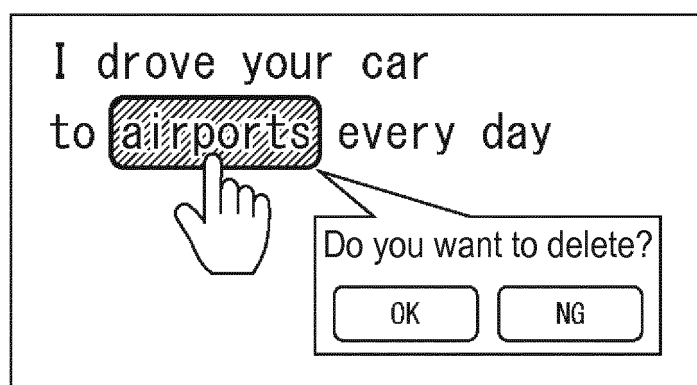 I drove your car
to airports every day
Do you want to delete?
OK
NG